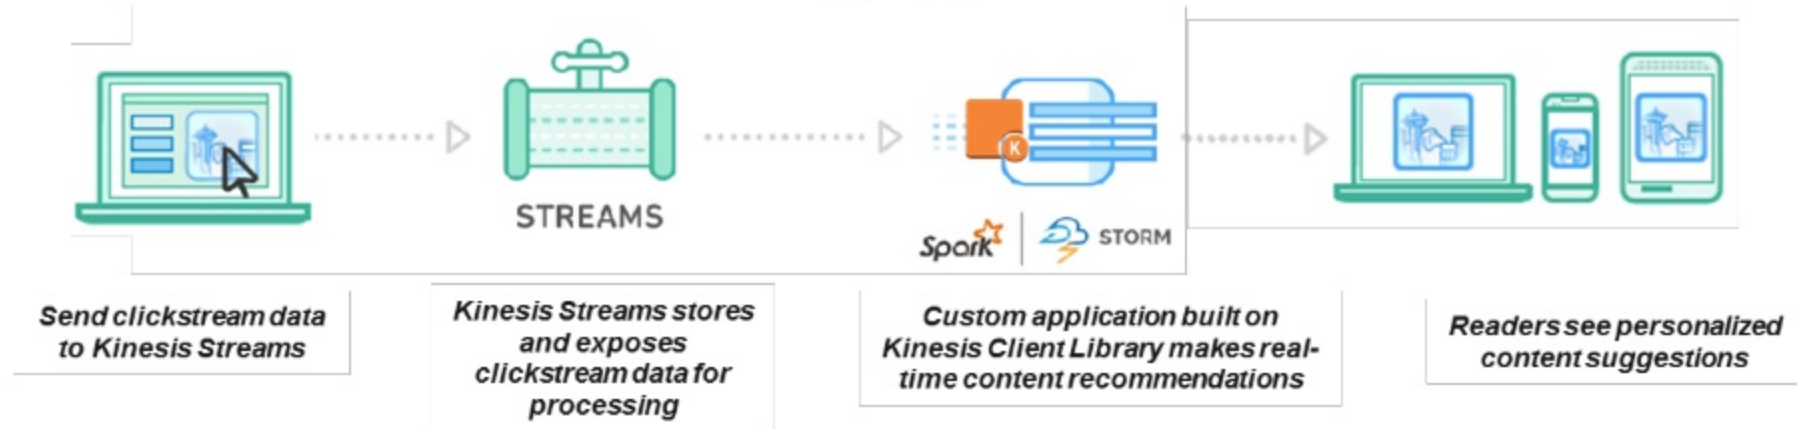 STREAMS
K
Spark
STORM
Send clickstream data
to Kinesis Streams
Kinesis Streams stores
and exposes
clickstream data for
processing
Custom application built on
Kinesis Client Library makes real-
time content recommendations
Readers see personalized
content suggestions